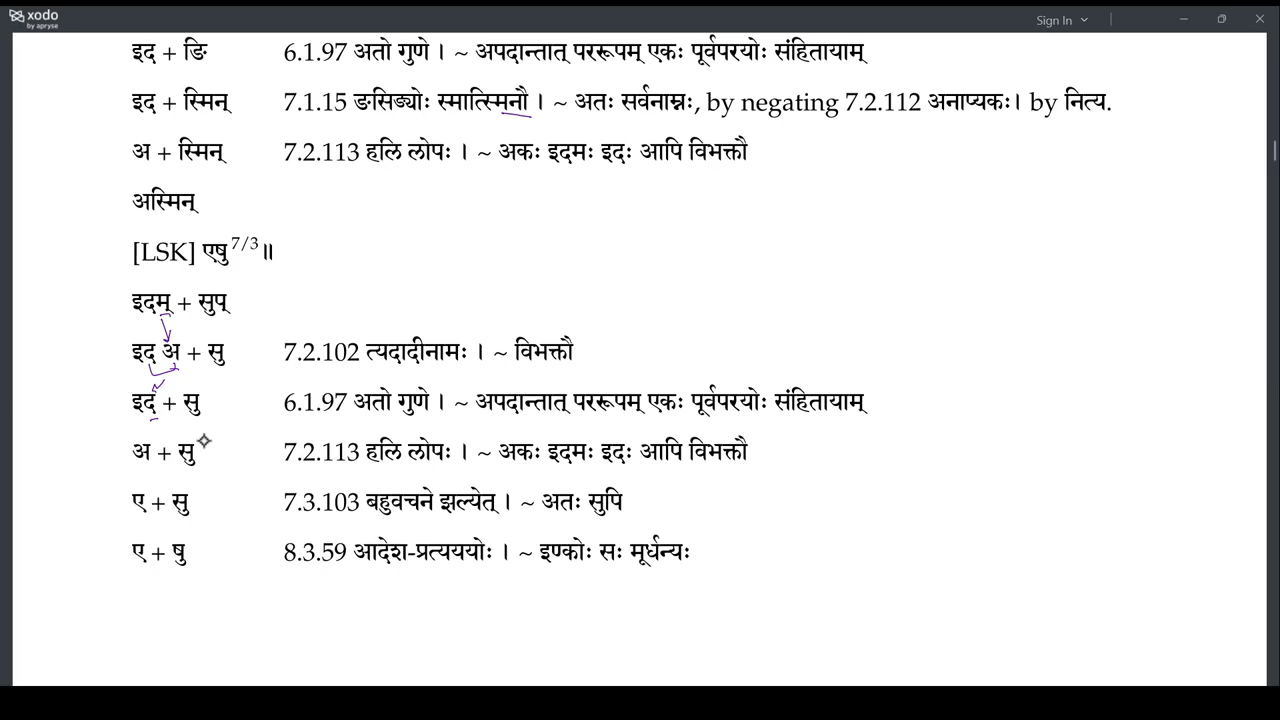 xodo
by apryse
Sign In
इद + ङि 6.1.97 अतो गुणे । ~ अपदान्तात् पररूपम् एकः पूर्वपरयोः संहितायाम्
इद + स्मिन् 7.1.15 ङसिङ्योः स्मात्स्मिनौ । ~ अतः सर्वनाम्नः, by negating 7.2.112 अनाप्यकः। by नित्य.
अ + स्मिन् 7.2.113 हलि लोपः । ~ अकः इदमः इदः आपि विभक्तौ
अस्मिन्
[LSK] एषु 7/3॥
इदम् + सुप्
इद अ + सु 7.2.102 त्यदादीनामः । ~ विभक्तौ
इद + सु 6.1.97 अतो गुणे । ~ अपदान्तात् पररूपम् एकः पूर्वपरयोः संहितायाम्
अ + सु 7.2.113 हलि लोपः । ~ अकः इदमः इदः आपि विभक्तौ
ए + सु 7.3.103 बहुवचने झल्येत् । ~ अतः सुपि
ए + षु 8.3.59 आदेश-प्रत्यययोः । ~ इण्कोः सः मूर्धन्यः